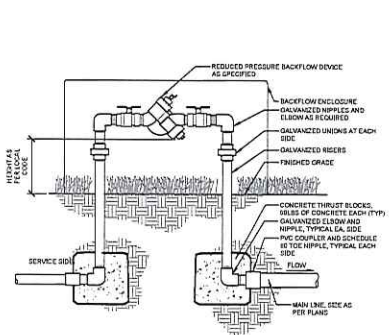 REDUCED PRESSURE BACKFLOW DEVICE
AS SPECIFIED
BACKFLOW ENCLOSURE
GALVANIZED NIPPLES AND
ELBOW AS REQUIRED
GALVANIZED UNIONS AT EACH
SIDE
GALVANIZED RISERS
FINISHED GRADE
HEIGHT AS
PER LOCAL
CODE
CONCRETE THRUST BLOCKS,
60LBS OF CONCRETE EACH (TYP)
GALVANIZED ELBOW AND
NIPPLE, TYPICAL EA. SIDE
PVC COUPLER AND SCHEDULE
80 TOE NIPPLE, TYPICAL EACH
SIDE
SERVICE SIDE
FLOW
MAIN LINE, SIZE AS
PER PLANS